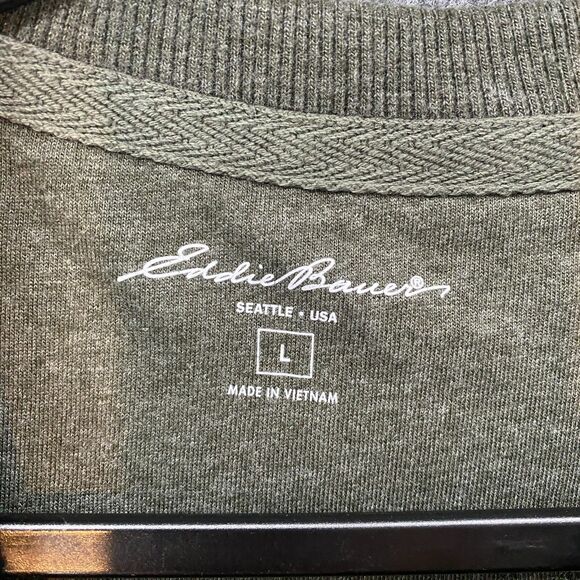 Eddie Bauer®
SEATTLE • USA
L
MADE IN VIETNAM